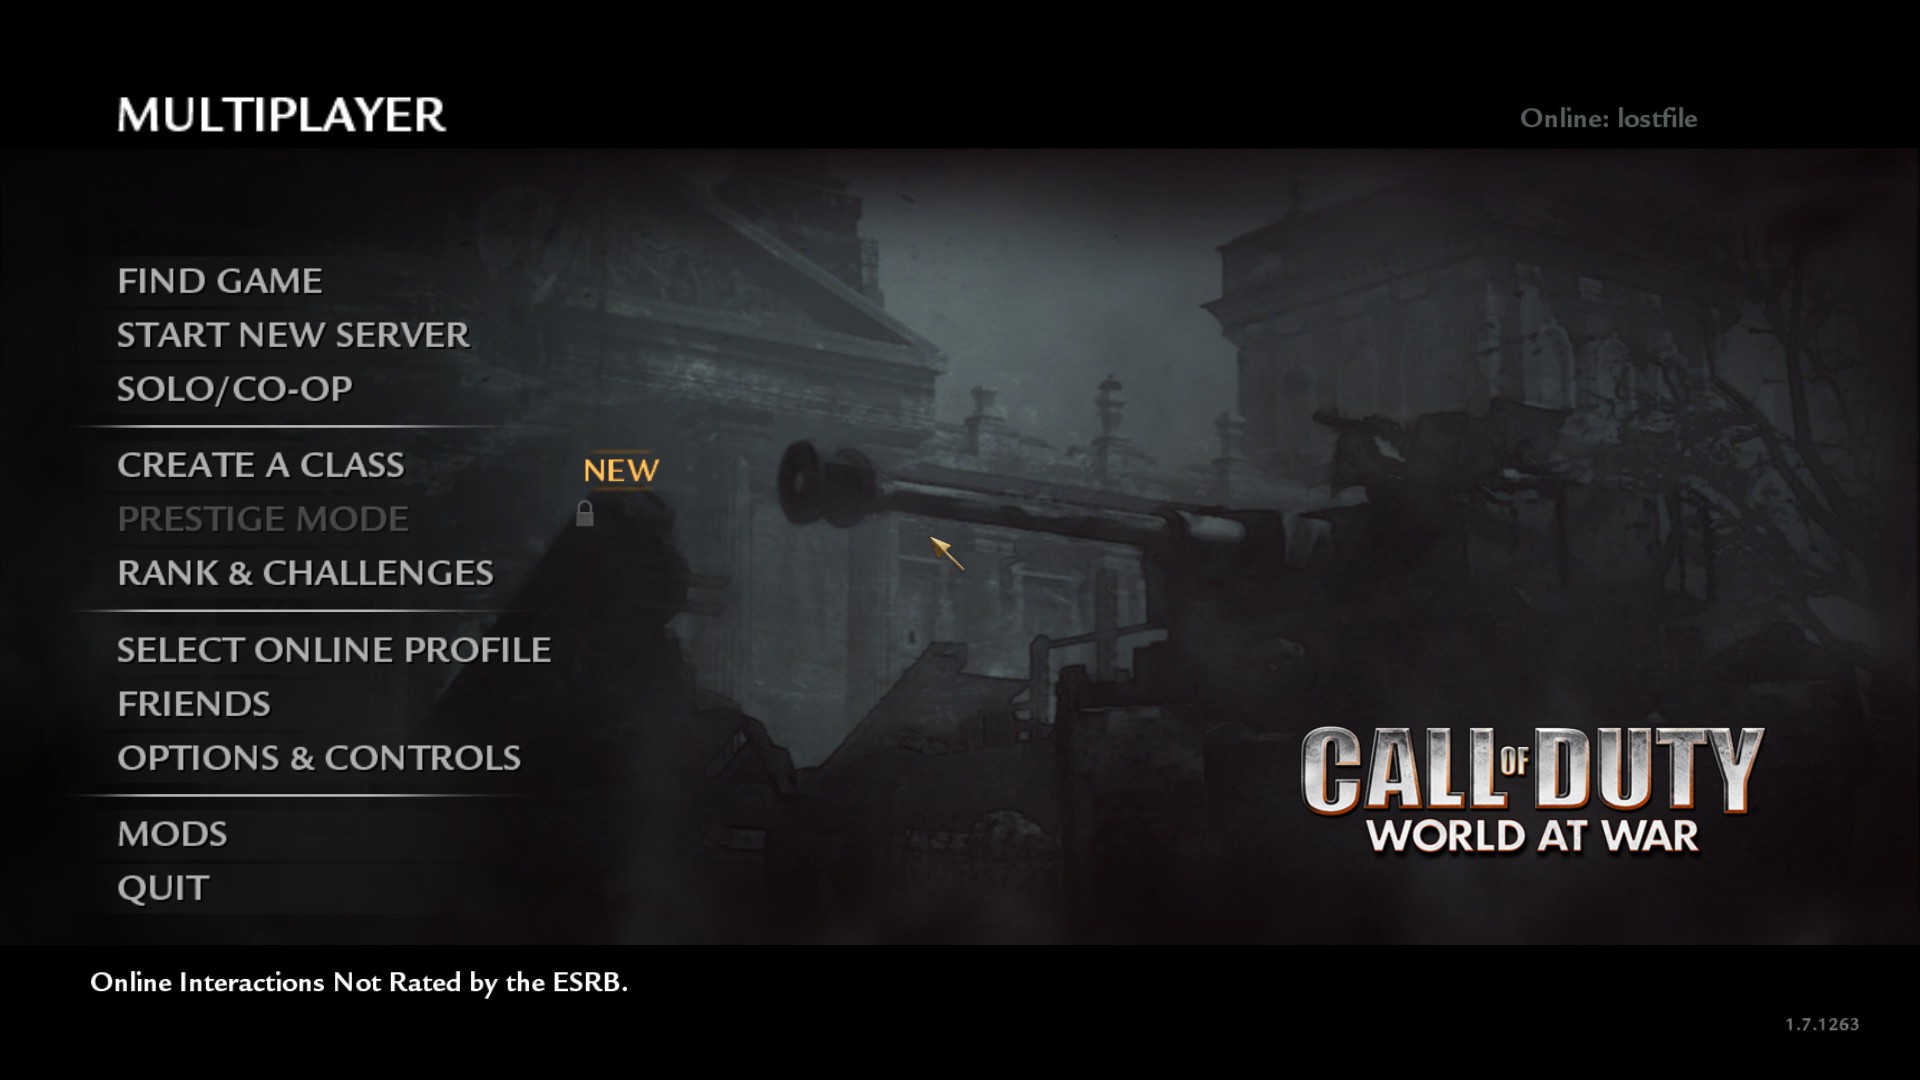 MULTIPLAYER
Online: lostfile
FIND GAME
START NEW SERVER
SOLO/CO-OP
CREATE A CLASS
NEW
PRESTIGE MODE
RANK & CHALLENGES
SELECT ONLINE PROFILE
FRIENDS
OPTIONS & CONTROLS
MODS
QUIT
CALL OF DUTY
WORLD AT WAR
Online Interactions Not Rated by the ESRB.
1.7.1263